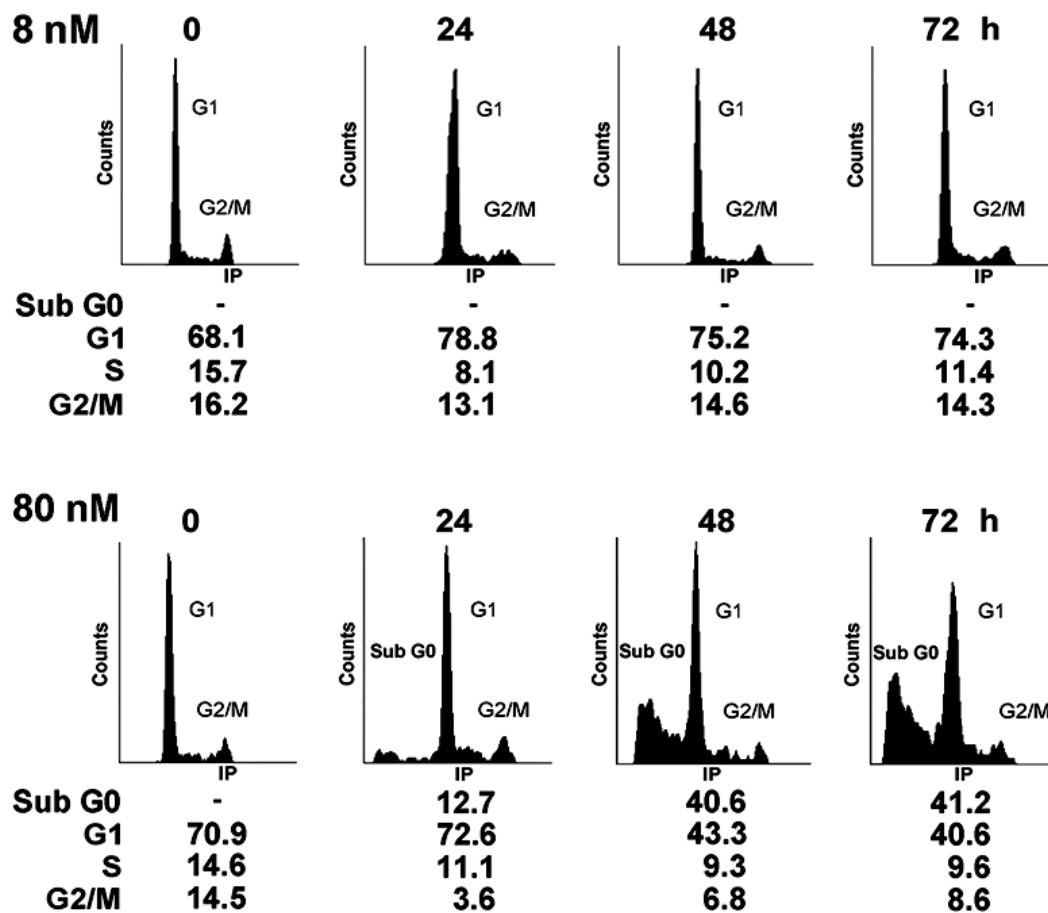 8 nM 0 24 48 72 h
Counts G1 G2/M IP
Counts G1 G2/M IP
Counts G1 G2/M IP
Counts G1 G2/M IP
Sub G0 - - - -
G1 68.1 78.8 75.2 74.3
S 15.7 8.1 10.2 11.4
G2/M 16.2 13.1 14.6 14.3
80 nM 0 24 48 72 h
Counts G1 G2/M IP
Counts Sub G0 G1 G2/M IP
Counts Sub G0 G1 G2/M IP
Counts Sub G0 G1 G2/M IP
Sub G0 - 12.7 40.6 41.2
G1 70.9 72.6 43.3 40.6
S 14.6 11.1 9.3 9.6
G2/M 14.5 3.6 6.8 8.6